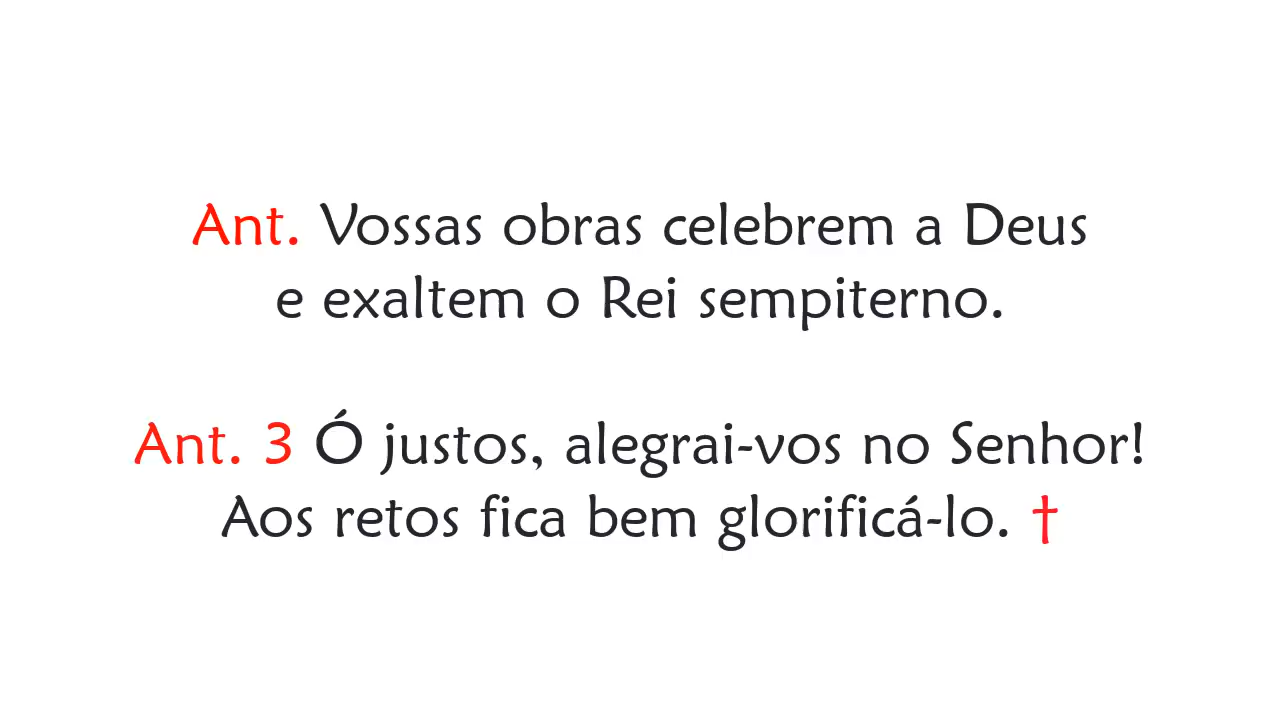 Ant. Vossas obras celebrem a Deus
e exaltem o Rei sempiterno.
Ant. 3 Ó justos, alegrai-vos no Senhor!
Aos retos fica bem glorificá-lo. †